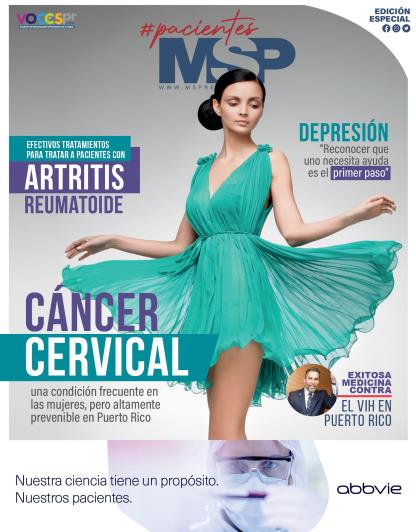 VOCESPR
EDICIÓN
ESPECIAL
#pacientes
MSP
EFECTIVOS TRATAMIENTOS
PARA TRATAR A PACIENTES CON
ARTRITIS
REUMATOIDE
DEPRESIÓN
“Reconocer que
uno necesita ayuda
es el primer paso”
CÁNCER
CERVICAL
una condición frecuente en
las mujeres, pero altamente
prevenible en Puerto Rico
EXITOSA
MEDICINA
CONTRA
EL VIH EN
PUERTO RICO
Nuestra ciencia tiene un propósito.
Nuestros pacientes.
abbvie